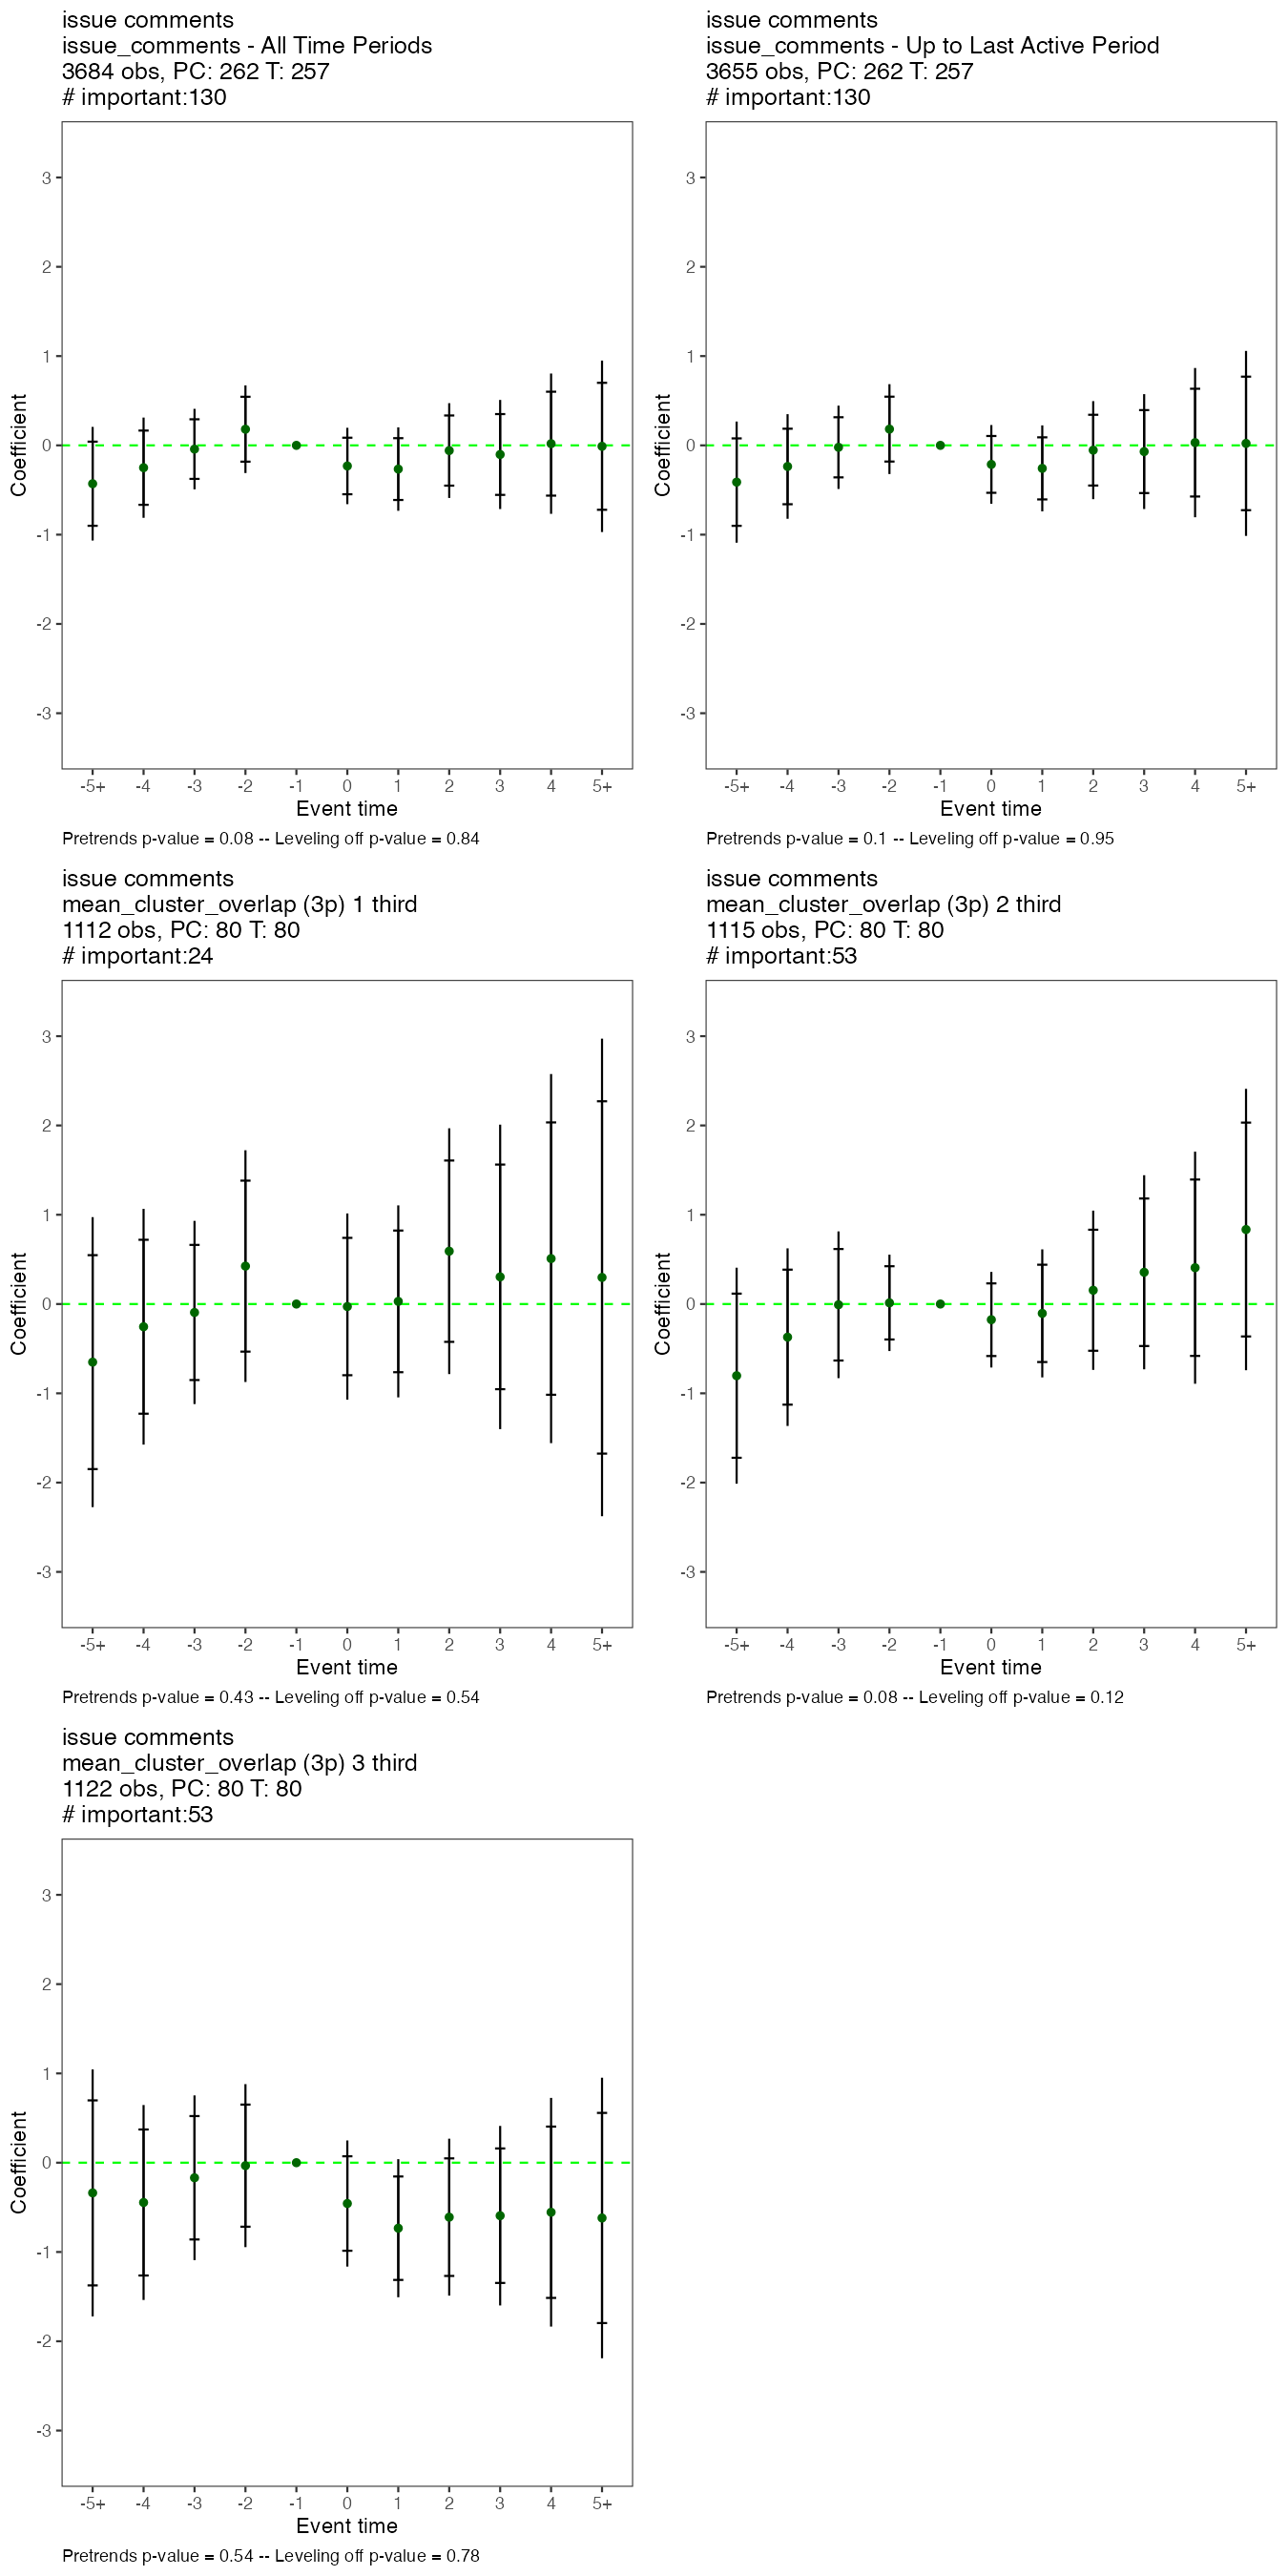 issue comments
issue_comments - All Time Periods
3684 obs, PC: 262 T: 257
# important:130
3
2
1
0
-1
-2
-3
Coefficient
-5+ -4 -3 -2 -1 0 1 2 3 4 5+
Event time
Pretrends p-value = 0.08 -- Leveling off p-value = 0.84
issue comments
issue_comments - Up to Last Active Period
3655 obs, PC: 262 T: 257
# important:130
3
2
1
0
-1
-2
-3
Coefficient
-5+ -4 -3 -2 -1 0 1 2 3 4 5+
Event time
Pretrends p-value = 0.1 -- Leveling off p-value = 0.95
issue comments
mean_cluster_overlap (3p) 1 third
1112 obs, PC: 80 T: 80
# important:24
3
2
1
0
-1
-2
-3
Coefficient
-5+ -4 -3 -2 -1 0 1 2 3 4 5+
Event time
Pretrends p-value = 0.43 -- Leveling off p-value = 0.54
issue comments
mean_cluster_overlap (3p) 2 third
1115 obs, PC: 80 T: 80
# important:53
3
2
1
0
-1
-2
-3
Coefficient
-5+ -4 -3 -2 -1 0 1 2 3 4 5+
Event time
Pretrends p-value = 0.08 -- Leveling off p-value = 0.12
issue comments
mean_cluster_overlap (3p) 3 third
1122 obs, PC: 80 T: 80
# important:53
3
2
1
0
-1
-2
-3
Coefficient
-5+ -4 -3 -2 -1 0 1 2 3 4 5+
Event time
Pretrends p-value = 0.54 -- Leveling off p-value = 0.78